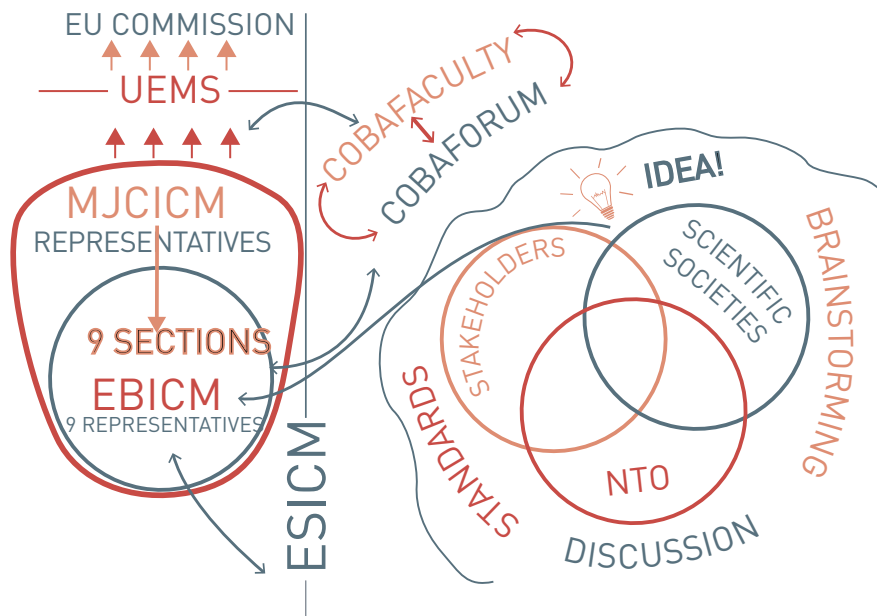 EU COMMISSION
UEMS
MJCICM
REPRESENTATIVES
9 SECTIONS
EBICM
9 REPRESENTATIVES
ESICM
COBAFACULTY
COBAFORUM
IDEA!
STAKEHOLDERS
SCIENTIFIC
SOCIETIES
NTO
STANDARDS
DISCUSSION
BRAINSTORMING